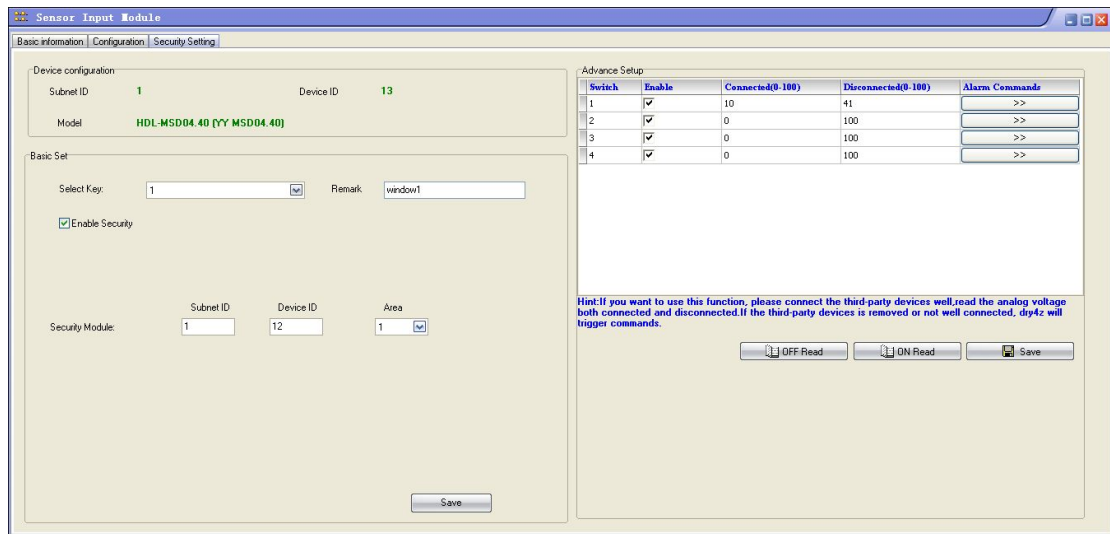 Sensor Input Module
Basic information Configuration Security Setting
Device configuration
Subnet ID 1 Device ID 13
Model HDL-MSD04.40 (YY MSD04.40)
Basic Set
Select Key: 1 Remark window1
Enable Security
Subnet ID Device ID Area
Security Module: 1 12 1
Save
Advance Setup
Switch Enable Connected(0-100) Disconnected(0-100) Alarm Commands
1 10 41 >>
2 0 100 >>
3 0 100 >>
4 0 100 >>
Hint:If you want to use this function, please connect the third-party devices well,read the analog voltage
both connected and disconnected.If the third-party devices is removed or not well connected, dry4z will
trigger commands.
OFF Read ON Read Save